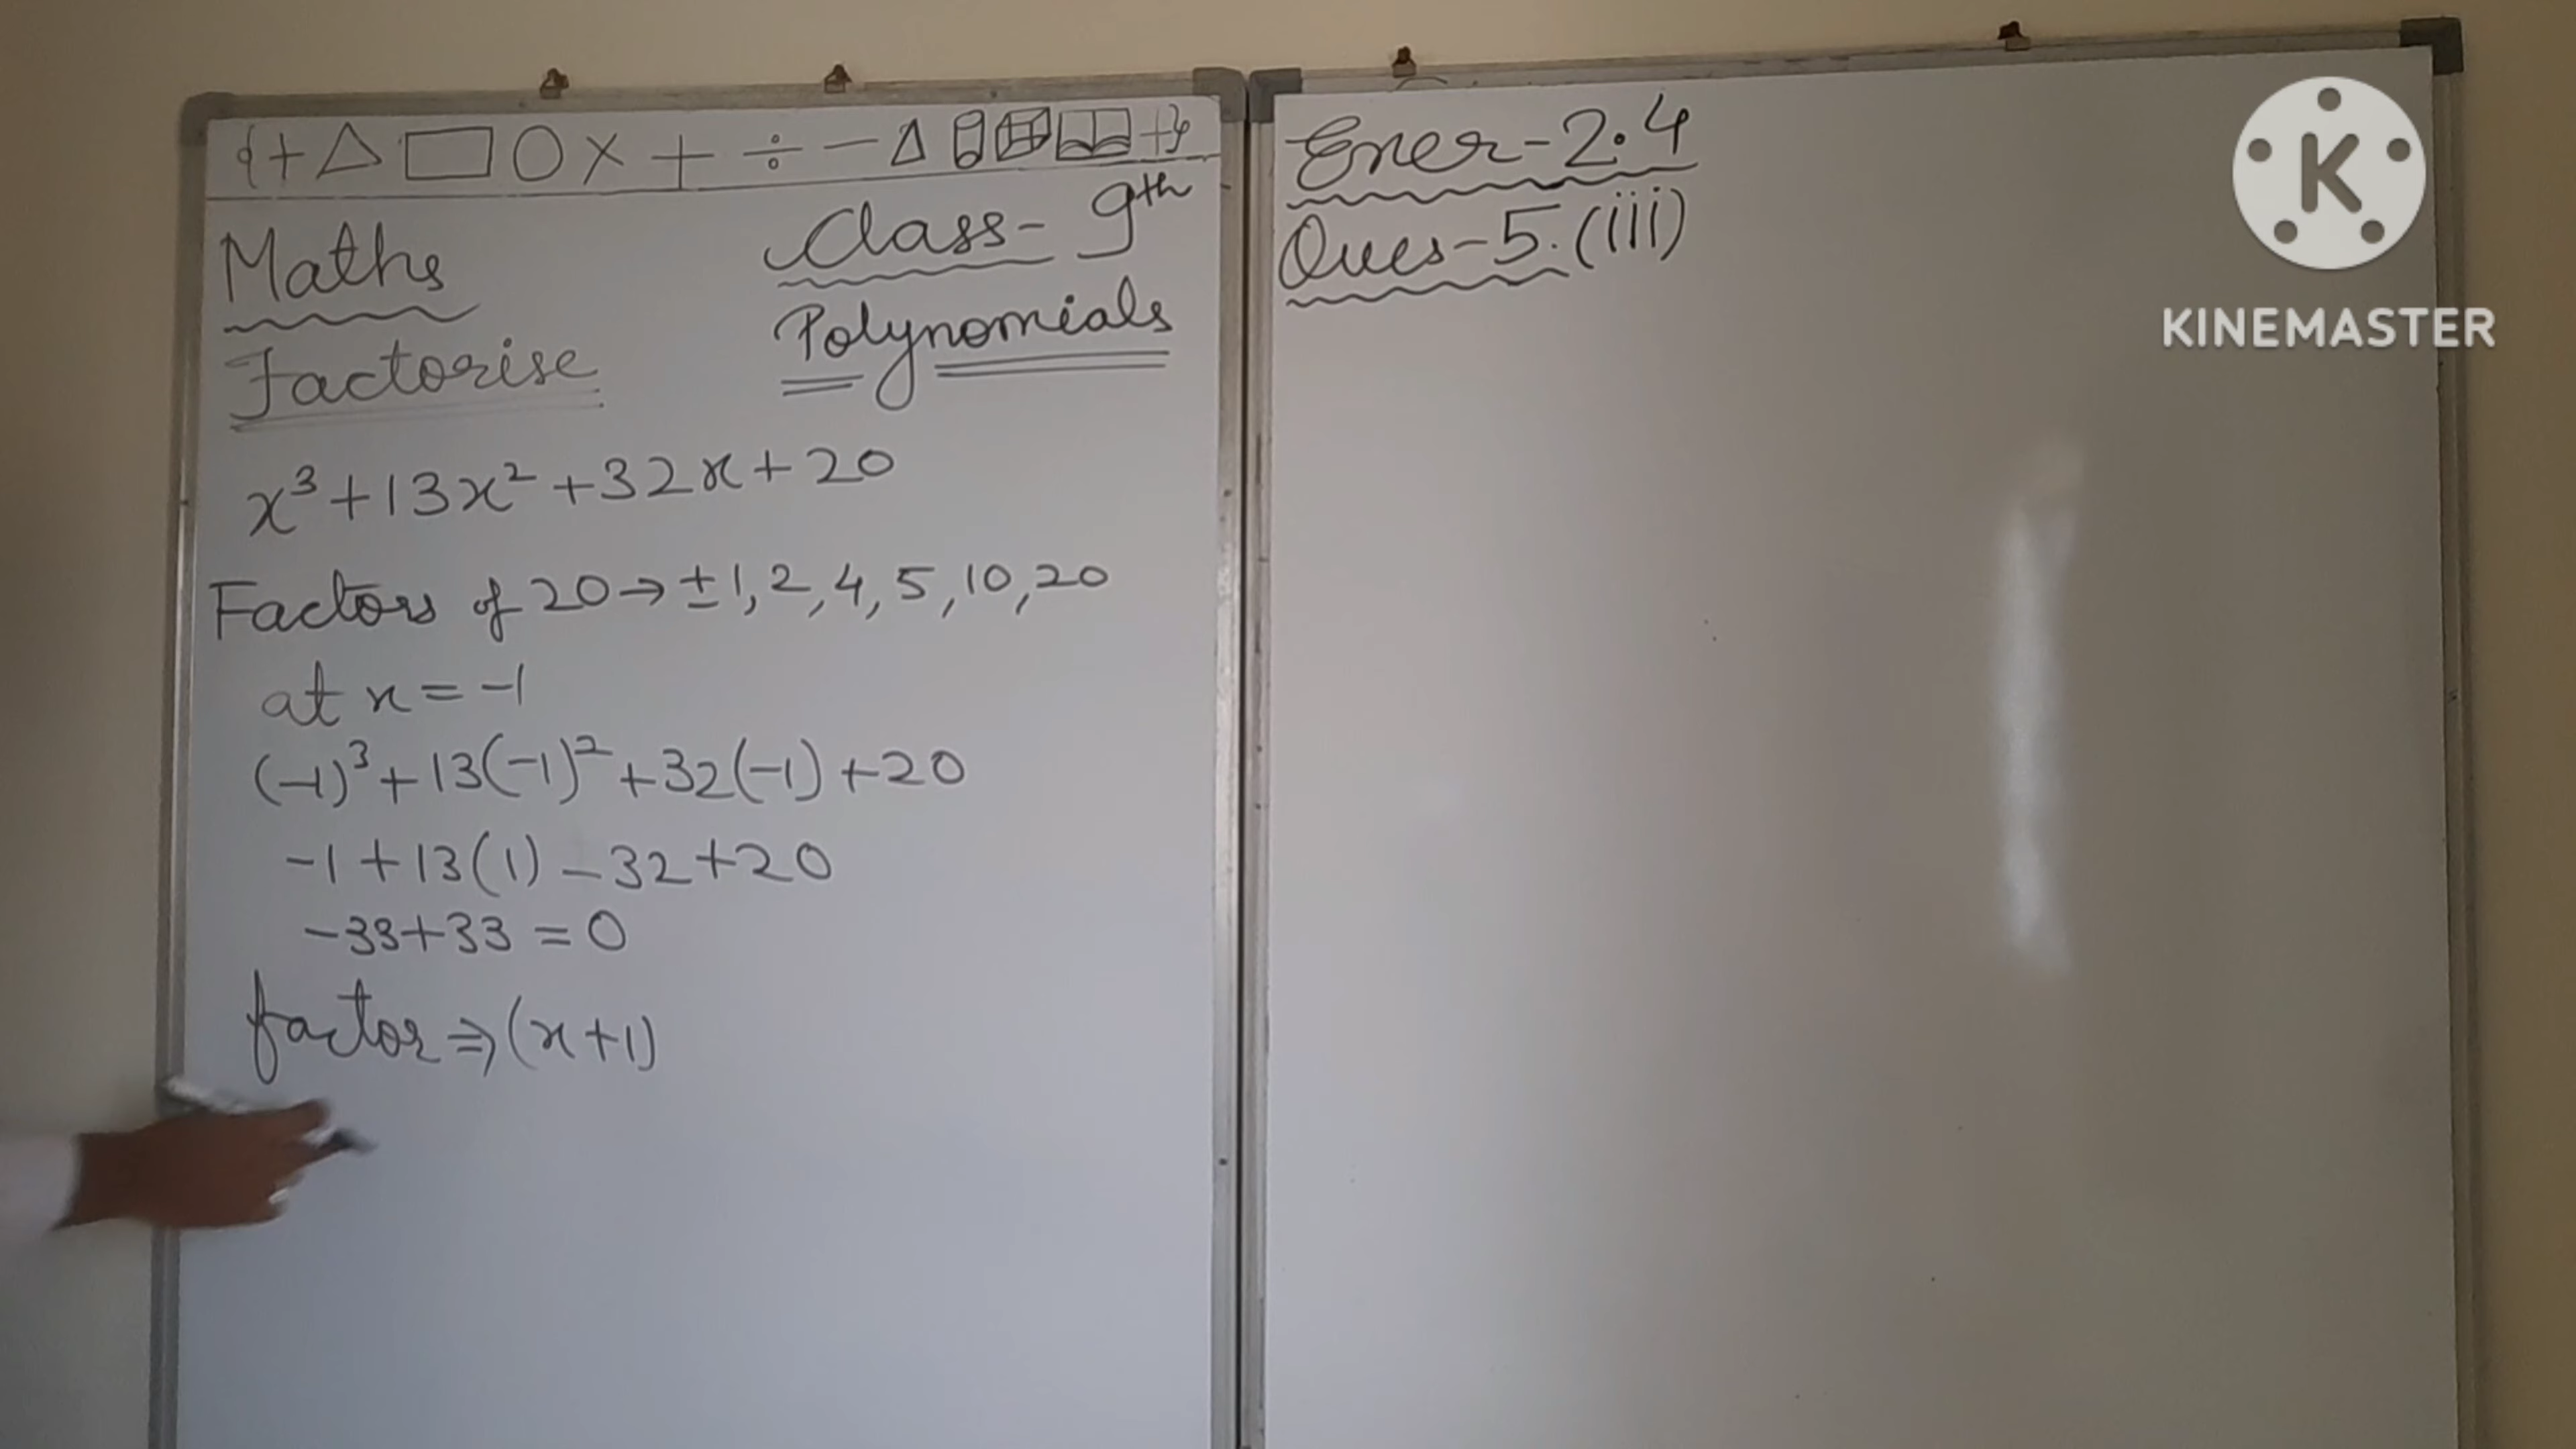 {+ △ ▭ ○ × + ÷ − △ +}
Maths
Class- 9th
Polynomials
Factorise
x³+13x²+32x+20
Factors of 20→ ±1, 2, 4, 5, 10, 20
at x = -1
(-1)³+13(-1)²+32(-1)+20
-1+13(1)-32+20
-33+33 = 0
factor ⇒ (x+1)
Exer-2.4
Ques-5.(iii)
K
KINEMASTER